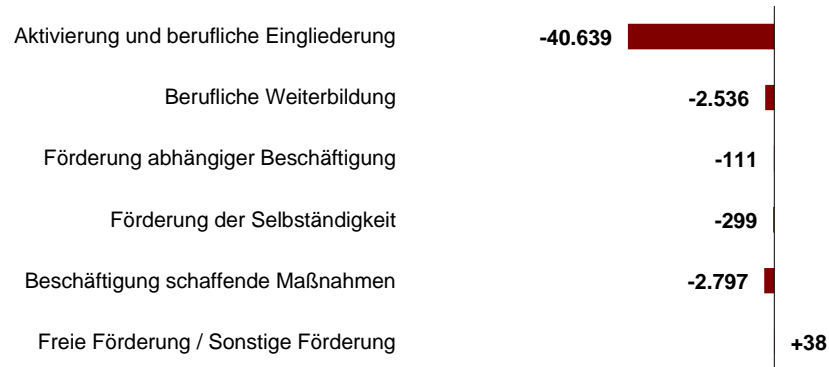 Aktivierung und berufliche Eingliederung -40.639
Berufliche Weiterbildung -2.536
Förderung abhängiger Beschäftigung -111
Förderung der Selbständigkeit -299
Beschäftigung schaffende Maßnahmen -2.797
Freie Förderung / Sonstige Förderung +38